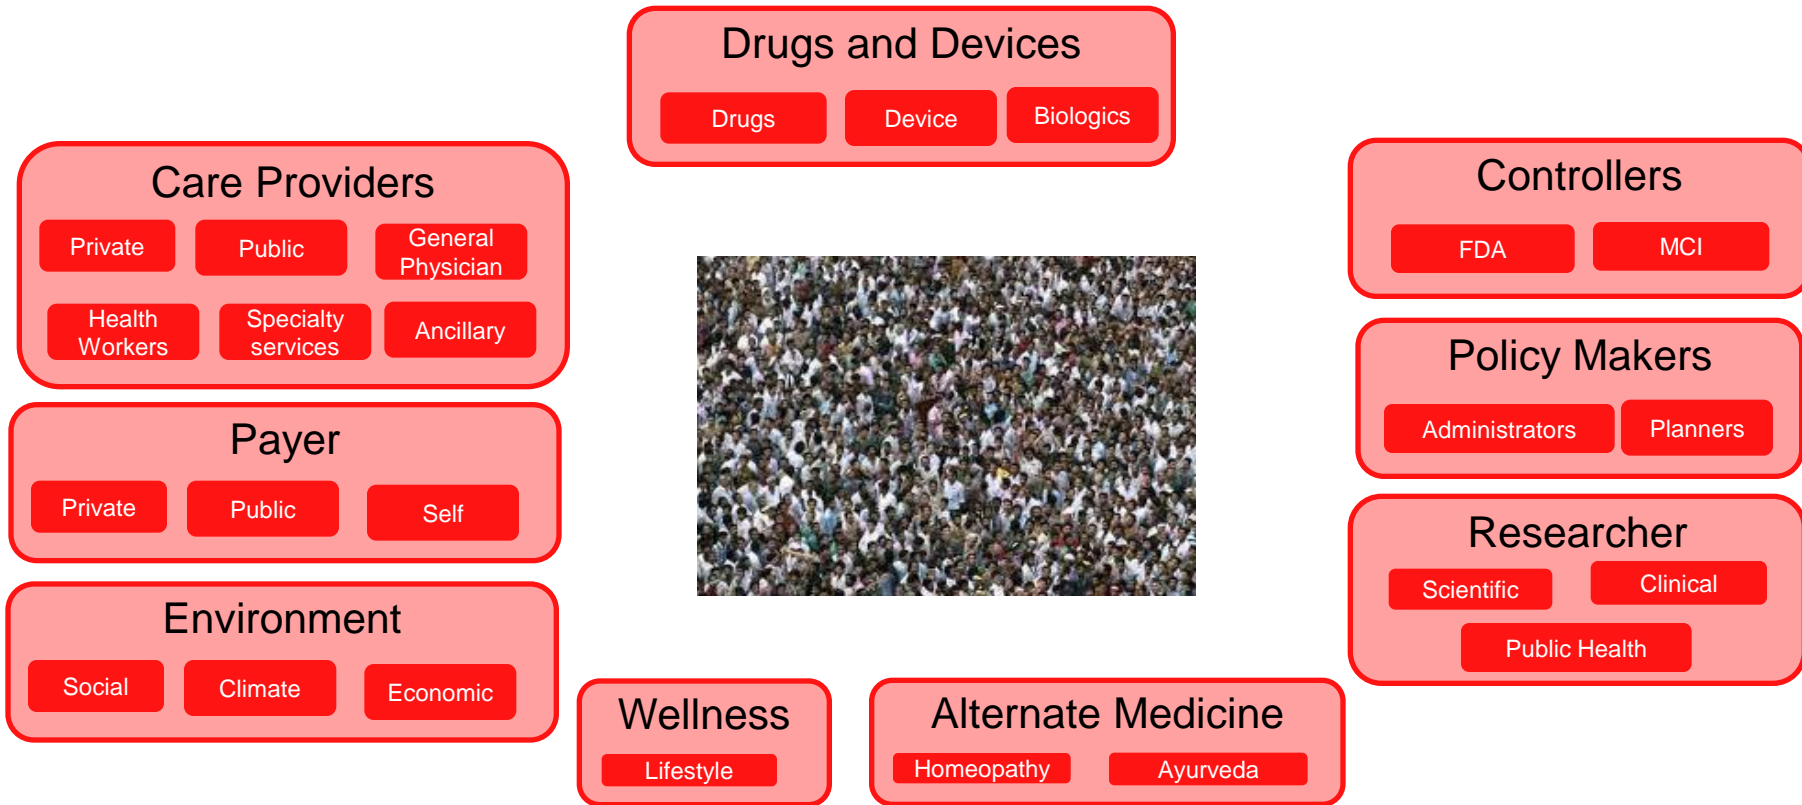 Drugs and Devices
Drugs
Device
Biologics
Care Providers
Private
Public
General
Physician
Health
Workers
Specialty
services
Ancillary
Payer
Private
Public
Self
Environment
Social
Climate
Economic
Wellness
Lifestyle
Alternate Medicine
Homeopathy
Ayurveda
Controllers
FDA
MCI
Policy Makers
Administrators
Planners
Researcher
Scientific
Clinical
Public Health